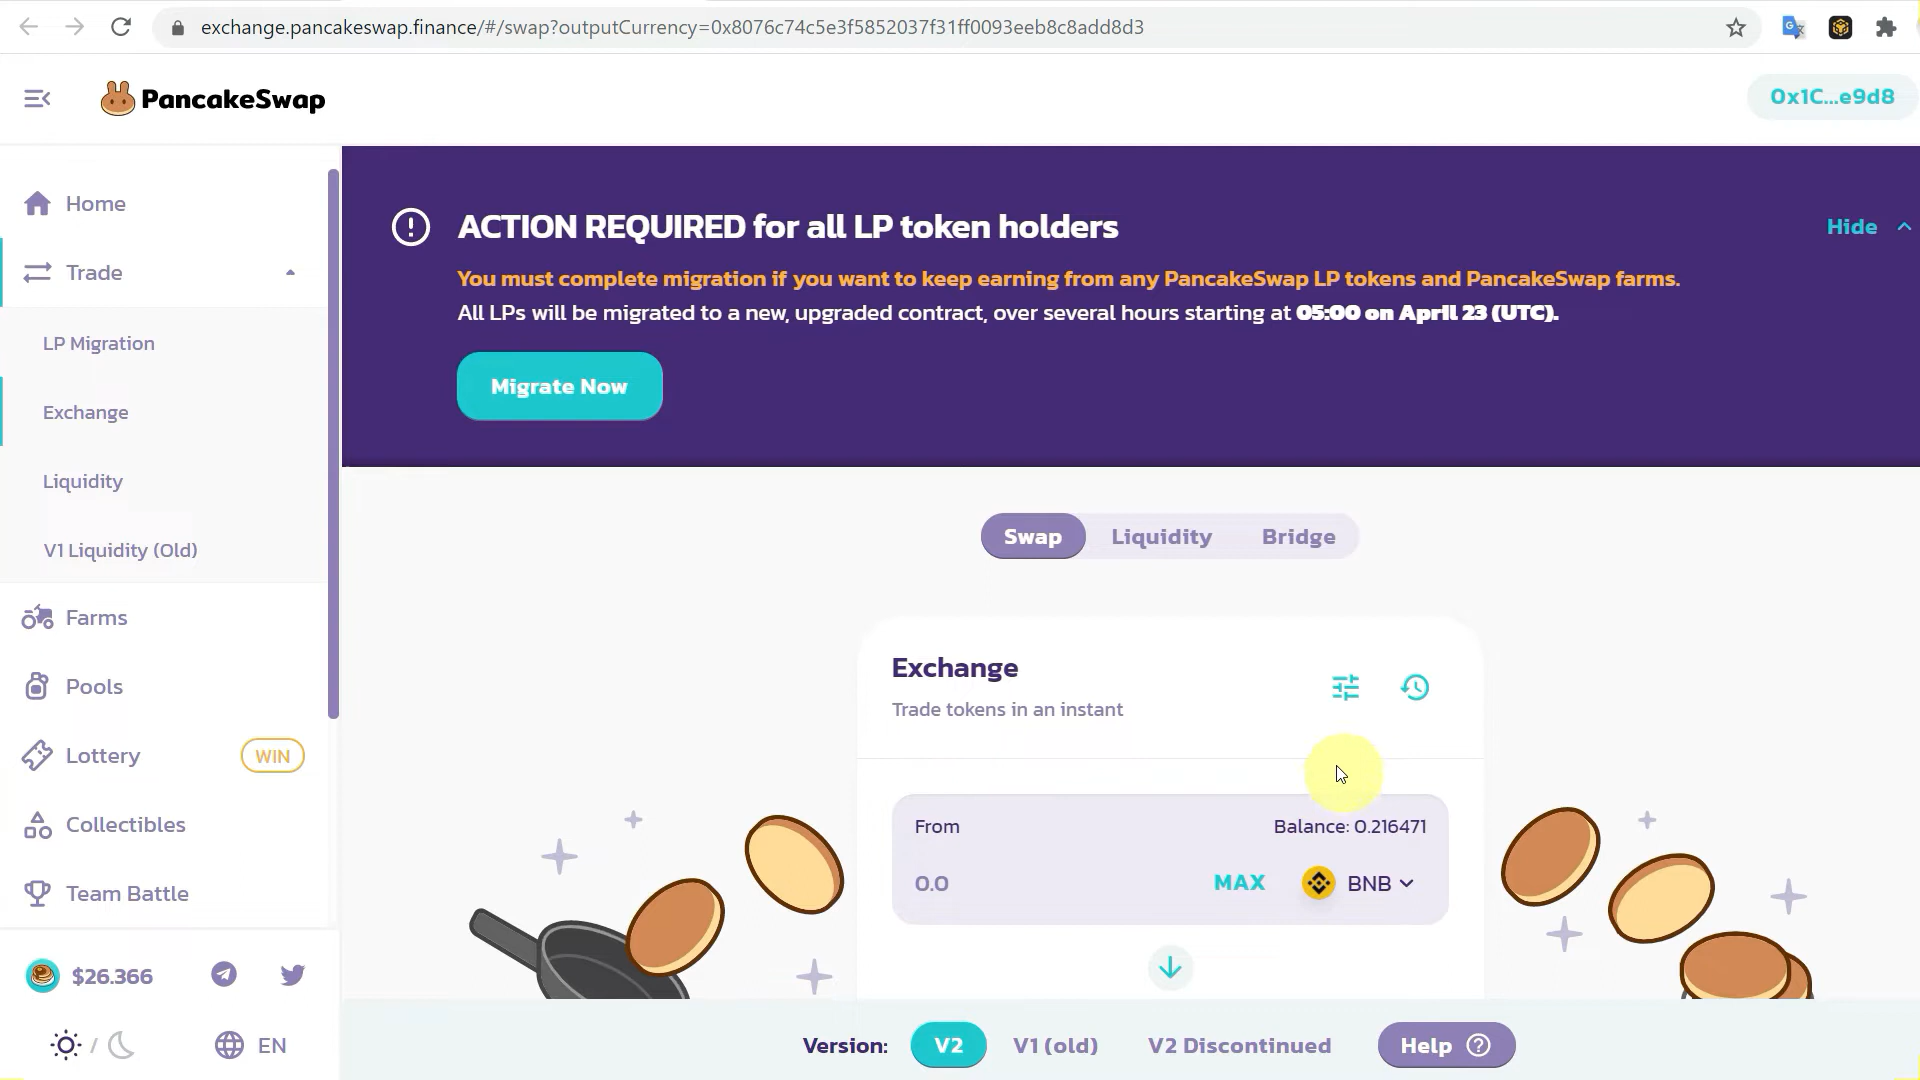 exchange.pancakeswap.finance/#/swap?outputCurrency=0x8076c74c5e3f5852037f31ff0093eeb8c8add8d3
PancakeSwap
0x1C...e9d8
Home
Trade
LP Migration
Exchange
Liquidity
V1 Liquidity (Old)
Farms
Pools
Lottery WIN
Collectibles
Team Battle
$26.366
/
EN
ACTION REQUIRED for all LP token holders
Hide
You must complete migration if you want to keep earning from any PancakeSwap LP tokens and PancakeSwap farms.
All LPs will be migrated to a new, upgraded contract, over several hours starting at 05:00 on April 23 (UTC).
Migrate Now
Swap Liquidity Bridge
Exchange
Trade tokens in an instant
From Balance: 0.216471
0.0 MAX BNB
Version: V2 V1 (old) V2 Discontinued Help